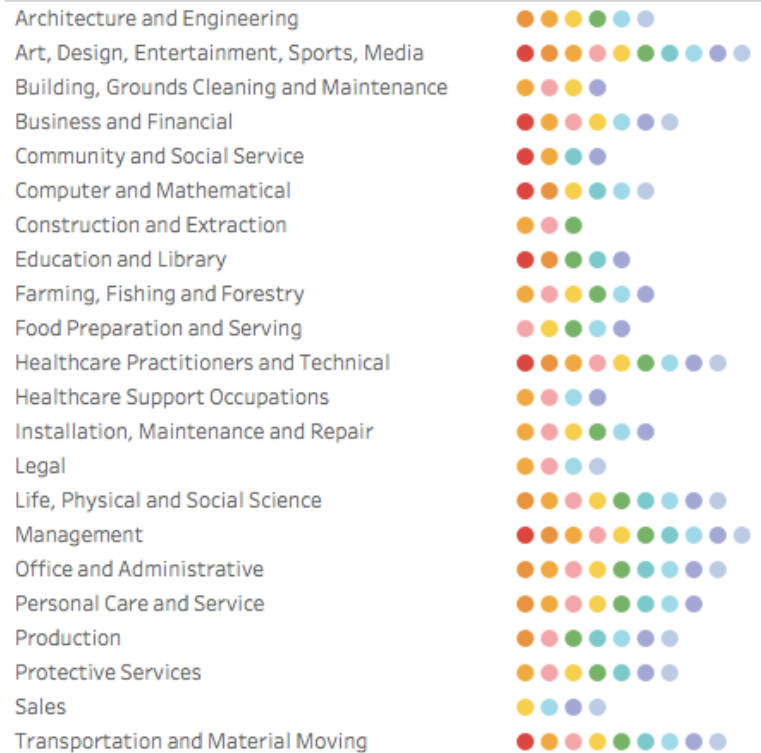 Architecture and Engineering
Art, Design, Entertainment, Sports, Media
Building, Grounds Cleaning and Maintenance
Business and Financial
Community and Social Service
Computer and Mathematical
Construction and Extraction
Education and Library
Farming, Fishing and Forestry
Food Preparation and Serving
Healthcare Practitioners and Technical
Healthcare Support Occupations
Installation, Maintenance and Repair
Legal
Life, Physical and Social Science
Management
Office and Administrative
Personal Care and Service
Production
Protective Services
Sales
Transportation and Material Moving